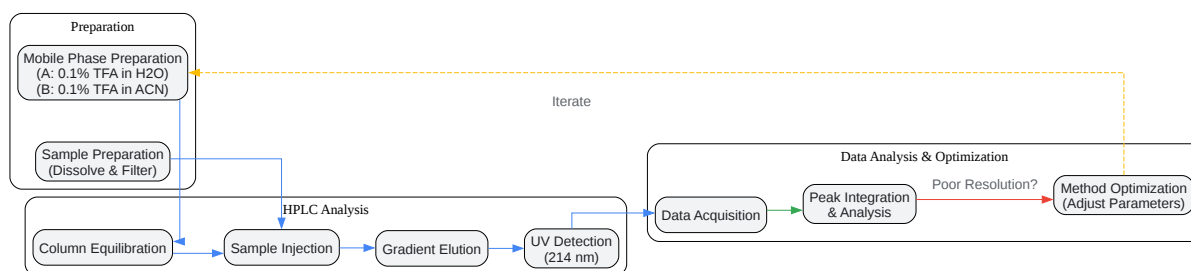 Preparation
Mobile Phase Preparation
(A: 0.1% TFA in H2O)
(B: 0.1% TFA in ACN)
Iterate
Sample Preparation
(Dissolve & Filter)
Data Analysis & Optimization
Data Acquisition
Peak Integration
& Analysis
Poor Resolution?
Method Optimization
(Adjust Parameters)
HPLC Analysis
Column Equilibration
Sample Injection
Gradient Elution
UV Detection
(214 nm)